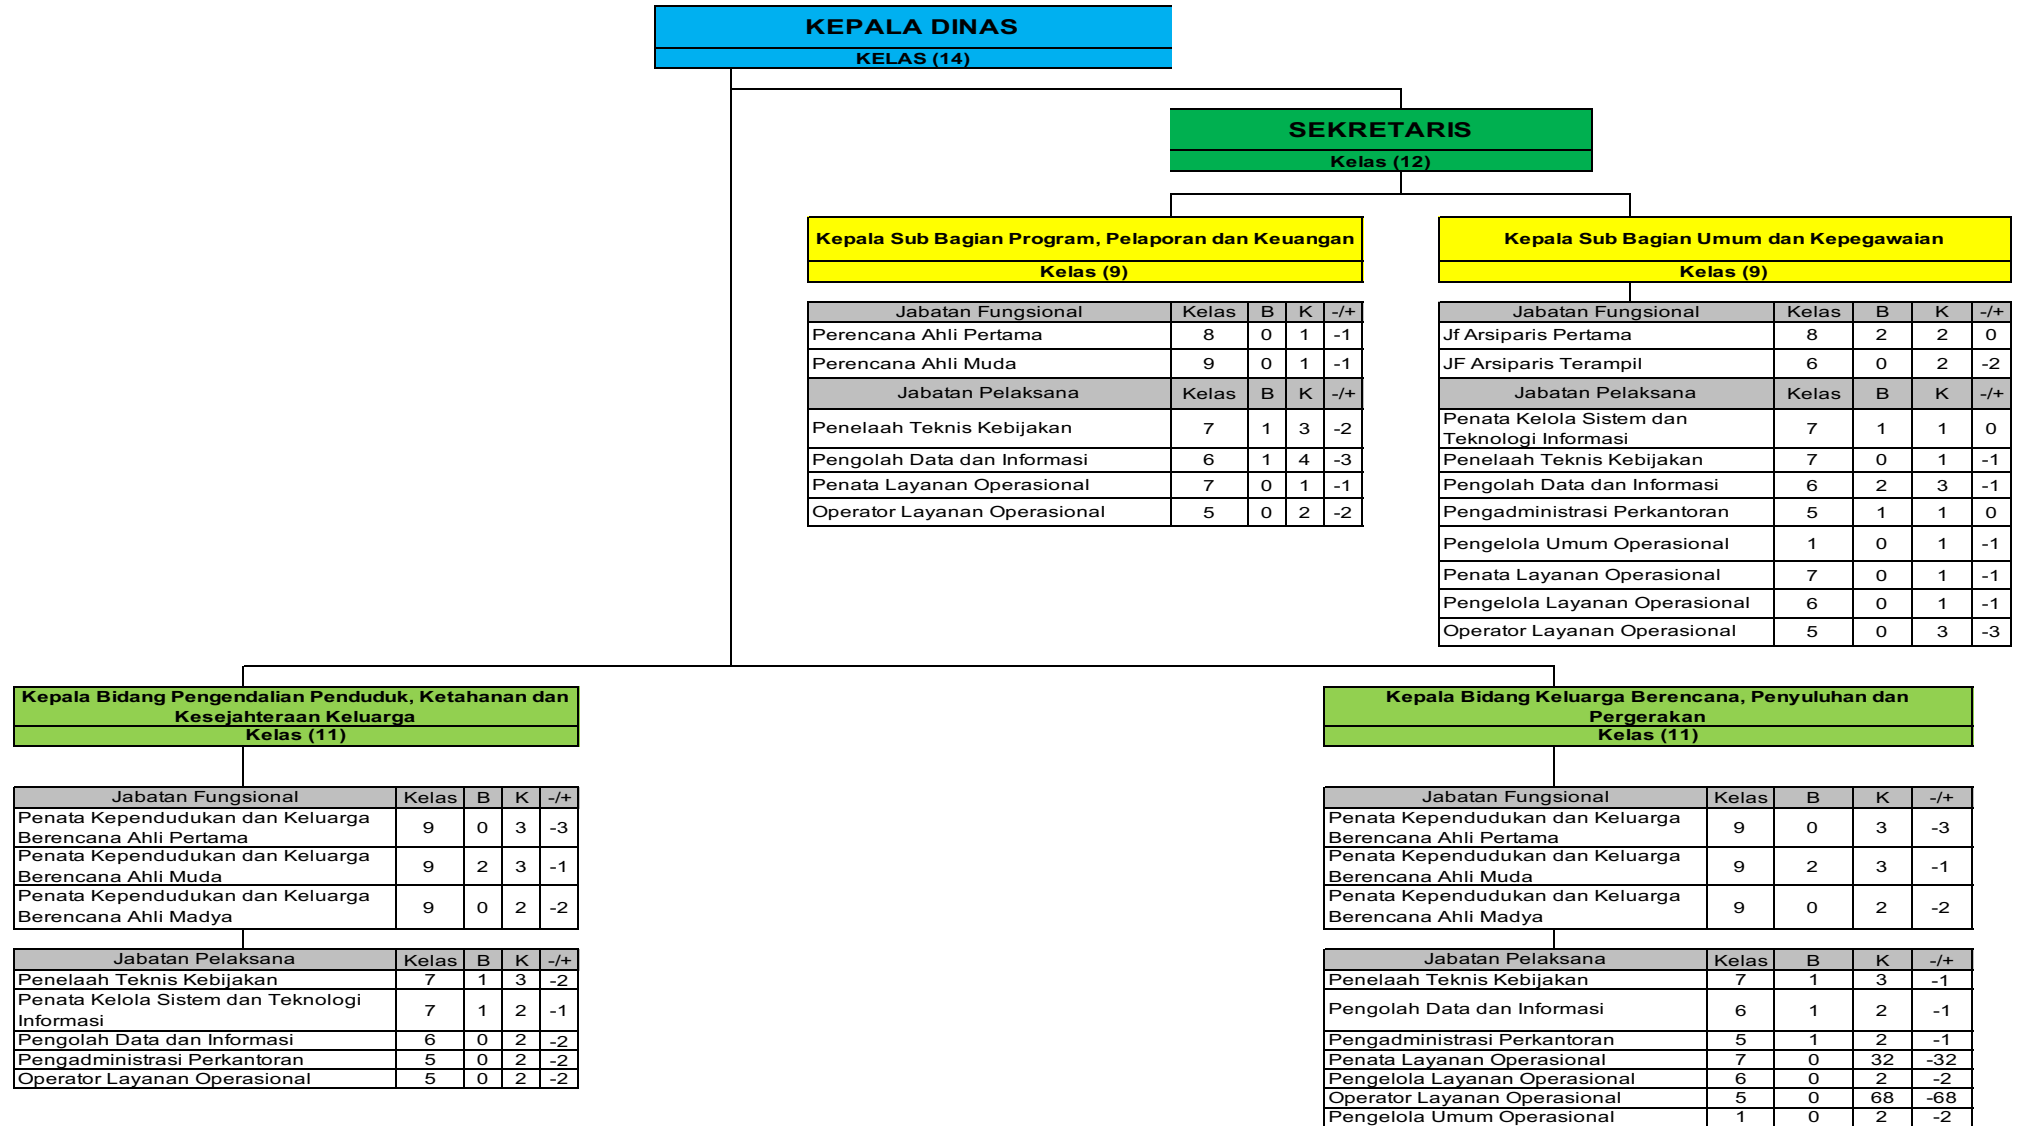 KEPALA DINAS
KELAS (14)
SEKRETARIS
Kelas (12)
Kepala Sub Bagian Program, Pelaporan dan Keuangan
Kelas (9)
Jabatan Fungsional Kelas B K -/+
Perencana Ahli Pertama 8 0 1 -1
Perencana Ahli Muda 9 0 1 -1
Jabatan Pelaksana Kelas B K -/+
Penelaah Teknis Kebijakan 7 1 3 -2
Pengolah Data dan Informasi 6 1 4 -3
Penata Layanan Operasional 7 0 1 -1
Operator Layanan Operasional 5 0 2 -2
Kepala Sub Bagian Umum dan Kepegawaian
Kelas (9)
Jabatan Fungsional Kelas B K -/+
Jf Arsiparis Pertama 8 2 2 0
JF Arsiparis Terampil 6 0 2 -2
Jabatan Pelaksana Kelas B K -/+
Penata Kelola Sistem dan
Teknologi Informasi 7 1 1 0
Penelaah Teknis Kebijakan 7 0 1 -1
Pengolah Data dan Informasi 6 2 3 -1
Pengadministrasi Perkantoran 5 1 1 0
Pengelola Umum Operasional 1 0 1 -1
Penata Layanan Operasional 7 0 1 -1
Pengelola Layanan Operasional 6 0 1 -1
Operator Layanan Operasional 5 0 3 -3
Kepala Bidang Pengendalian Penduduk, Ketahanan dan
Kesejahteraan Keluarga
Kelas (11)
Jabatan Fungsional Kelas B K -/+
Penata Kependudukan dan Keluarga
Berencana Ahli Pertama 9 0 3 -3
Penata Kependudukan dan Keluarga
Berencana Ahli Muda 9 2 3 -1
Penata Kependudukan dan Keluarga
Berencana Ahli Madya 9 0 2 -2
Jabatan Pelaksana Kelas B K -/+
Penelaah Teknis Kebijakan 7 1 3 -2
Penata Kelola Sistem dan Teknologi
Informasi 7 1 2 -1
Pengolah Data dan Informasi 6 0 2 -2
Pengadministrasi Perkantoran 5 0 2 -2
Operator Layanan Operasional 5 0 2 -2
Kepala Bidang Keluarga Berencana, Penyuluhan dan
Pergerakan
Kelas (11)
Jabatan Fungsional Kelas B K -/+
Penata Kependudukan dan Keluarga
Berencana Ahli Pertama 9 0 3 -3
Penata Kependudukan dan Keluarga
Berencana Ahli Muda 9 2 3 -1
Penata Kependudukan dan Keluarga
Berencana Ahli Madya 9 0 2 -2
Jabatan Pelaksana Kelas B K -/+
Penelaah Teknis Kebijakan 7 1 3 -1
Pengolah Data dan Informasi 6 1 2 -1
Pengadministrasi Perkantoran 5 1 2 -1
Penata Layanan Operasional 7 0 32 -32
Pengelola Layanan Operasional 6 0 2 -2
Operator Layanan Operasional 5 0 68 -68
Pengelola Umum Operasional 1 0 2 -2